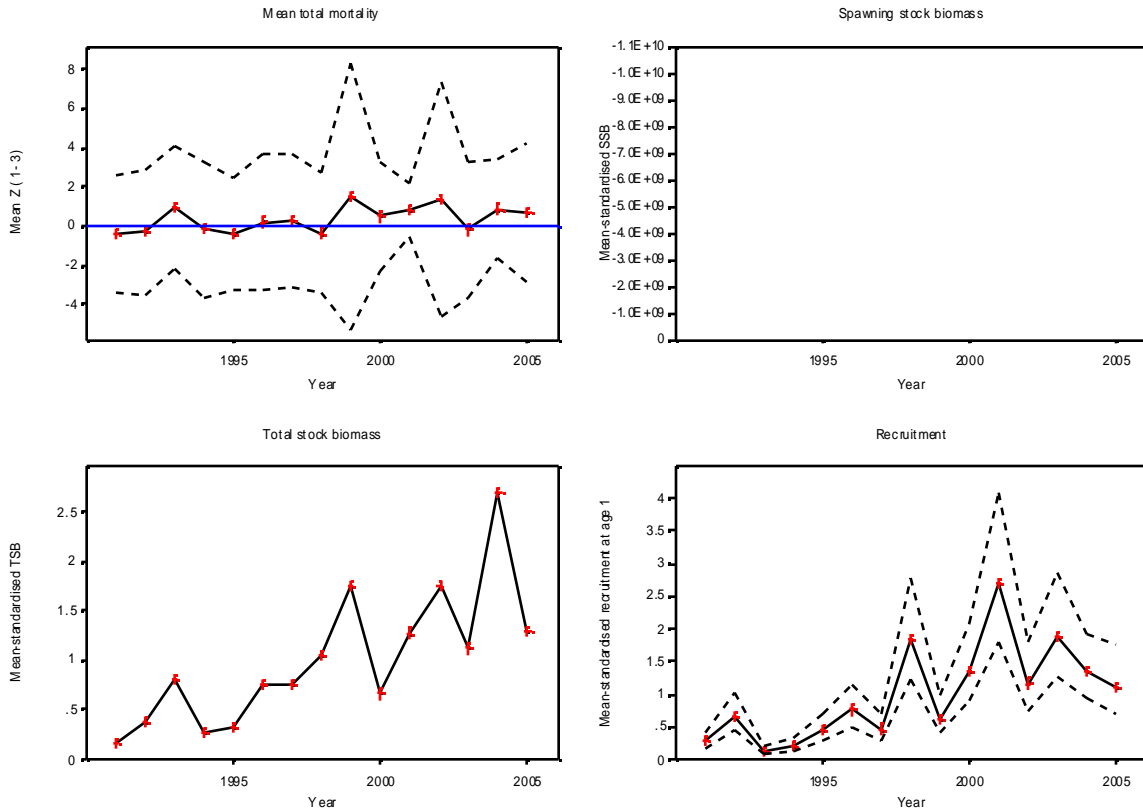 Mean total mortality
8
6
4
2
0
-2
-4
Mean Z ( 1 - 3)
1995 2000 2005
Year
Spawning stock biomass
-1.1E+10
-1.0E+10
-9.0E+09
-8.0E+09
-7.0E+09
-6.0E+09
-5.0E+09
-4.0E+09
-3.0E+09
-2.0E+09
-1.0E+09
0
Mean-standardised SSB
1995 2000 2005
Year
Total stock biomass
2.5
2
1.5
1
.5
0
Mean-standardised TSB
1995 2000 2005
Year
Recruitment
4
3.5
3
2.5
2
1.5
1
.5
0
Mean-standardised recruitment at age 1
1995 2000 2005
Year